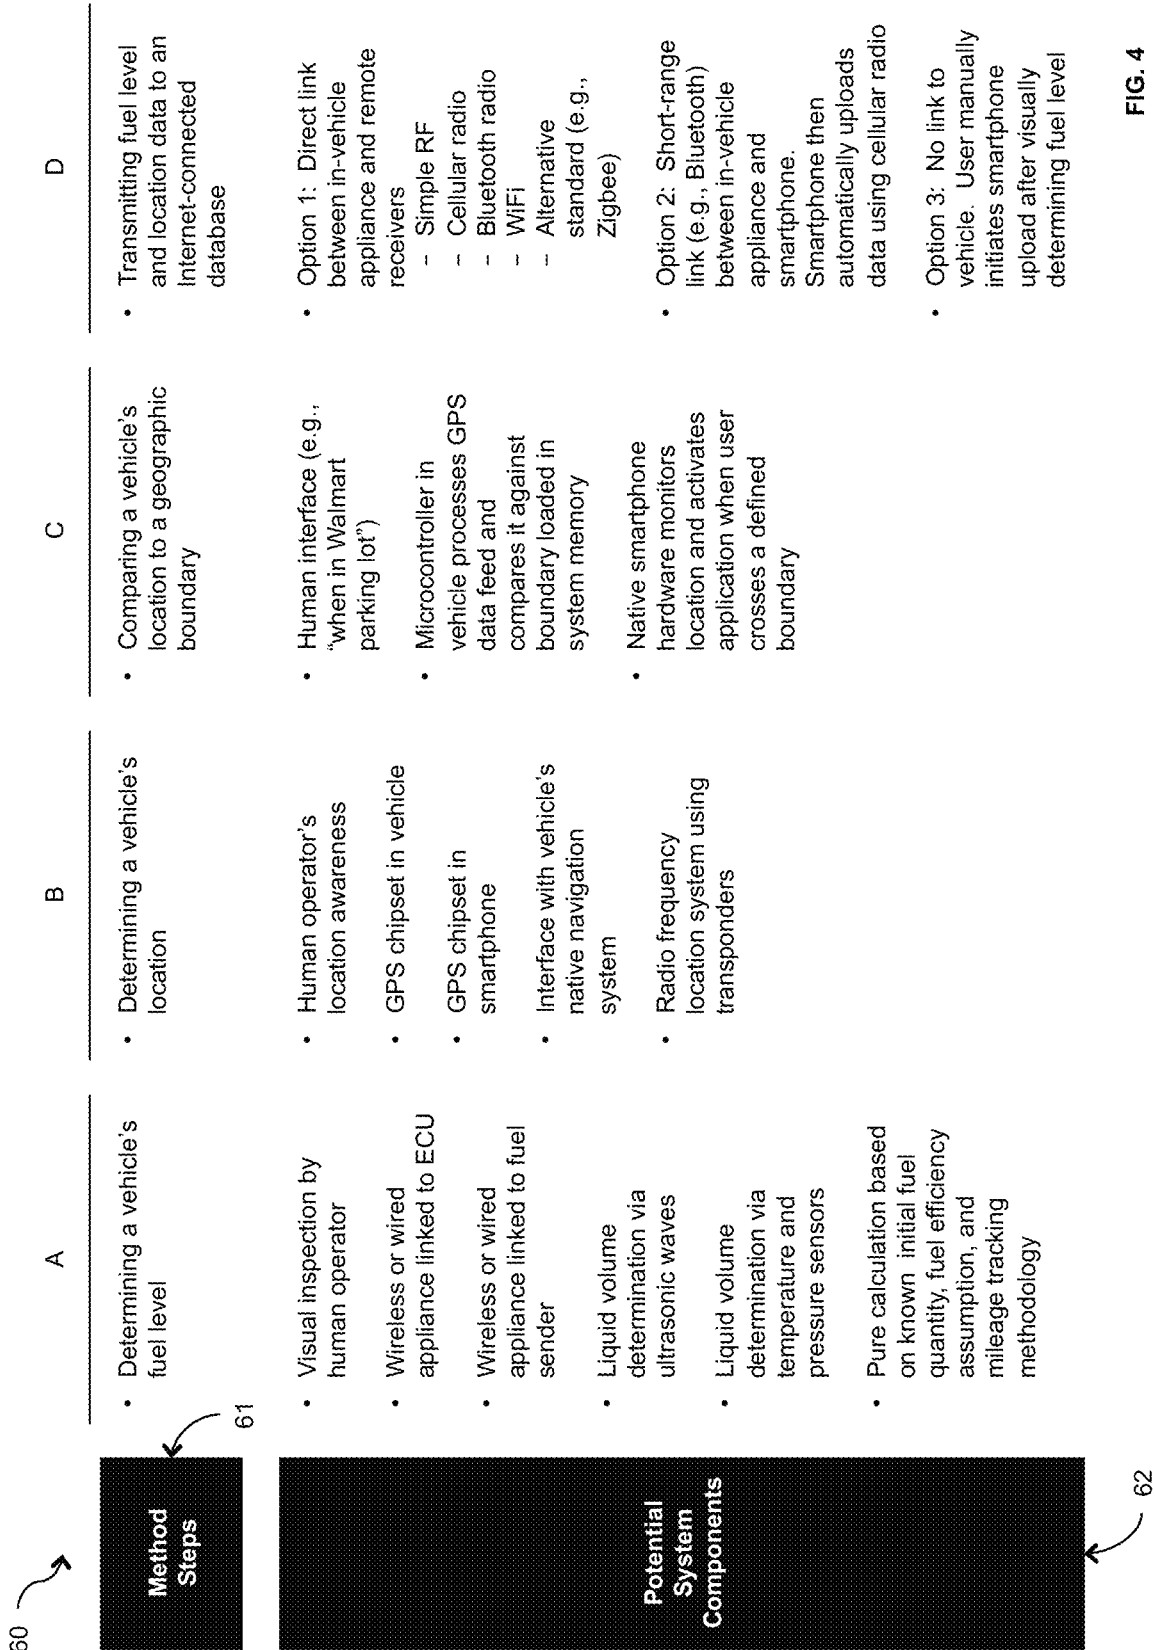 60
A
B
C
D
Method
Steps
61
• Determining a vehicle's
fuel level
• Determining a vehicle's
location
• Comparing a vehicle's
location to a geographic
boundary
• Transmitting fuel level
and location data to an
Internet-connected
database
Potential
System
Components
62
• Visual inspection by
human operator
• Wireless or wired
appliance linked to ECU
• Wireless or wired
appliance linked to fuel
sender
• Liquid volume
determination via
ultrasonic waves
• Liquid volume
determination via
temperature and
pressure sensors
• Pure calculation based
on known initial fuel
quantity, fuel efficiency
assumption, and
mileage tracking
methodology
• Human operator's
location awareness
• GPS chipset in vehicle
• GPS chipset in
smartphone
• Interface with vehicle's
native navigation
system
• Radio frequency
location system using
transponders
• Human interface (e.g.,
“when in Walmart
parking lot”)
• Microcontroller in
vehicle processes GPS
data feed and
compares it against
boundary loaded in
system memory
• Native smartphone
hardware monitors
location and activates
application when user
crosses a defined
boundary
• Option 1: Direct link
between in-vehicle
appliance and remote
receivers
– Simple RF
– Cellular radio
– Bluetooth radio
– WiFi
– Alternative
standard (e.g.,
Zigbee)
• Option 2: Short-range
link (e.g., Bluetooth)
between in-vehicle
appliance and
smartphone.
Smartphone then
automatically uploads
data using cellular radio
• Option 3: No link to
vehicle. User manually
initiates smartphone
upload after visually
determining fuel level
FIG. 4